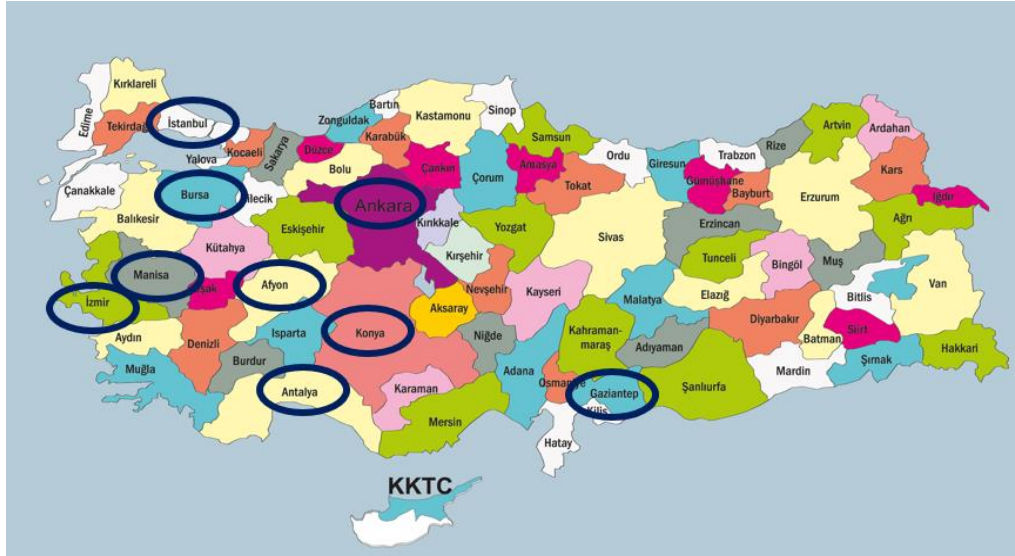 Kırklareli
Edirne
Tekirdağ
İstanbul
Yalova
Kocaeli
Sakarya
Düzce
Zonguldak
Bartın
Karabük
Kastamonu
Sinop
Samsun
Ordu
Giresun
Trabzon
Rize
Artvin
Ardahan
Çanakkale
Balıkesir
Bursa
Bilecik
Bolu
Çankırı
Çorum
Amasya
Tokat
Gümüşhane
Bayburt
Erzurum
Kars
Iğdır
Kütahya
Eskişehir
Ankara
Kırıkkale
Kırşehir
Yozgat
Sivas
Erzincan
Tunceli
Bingöl
Muş
Ağrı
Manisa
İzmir
Uşak
Afyon
Konya
Aksaray
Nevşehir
Kayseri
Malatya
Elazığ
Diyarbakır
Bitlis
Van
Aydın
Denizli
Isparta
Burdur
Niğde
Kahraman-
maraş
Adıyaman
Batman
Siirt
Şırnak
Hakkari
Muğla
Antalya
Karaman
Mersin
Adana
Osmaniye
Gaziantep
Kilis
Şanlıurfa
Mardin
Hatay
KKTC